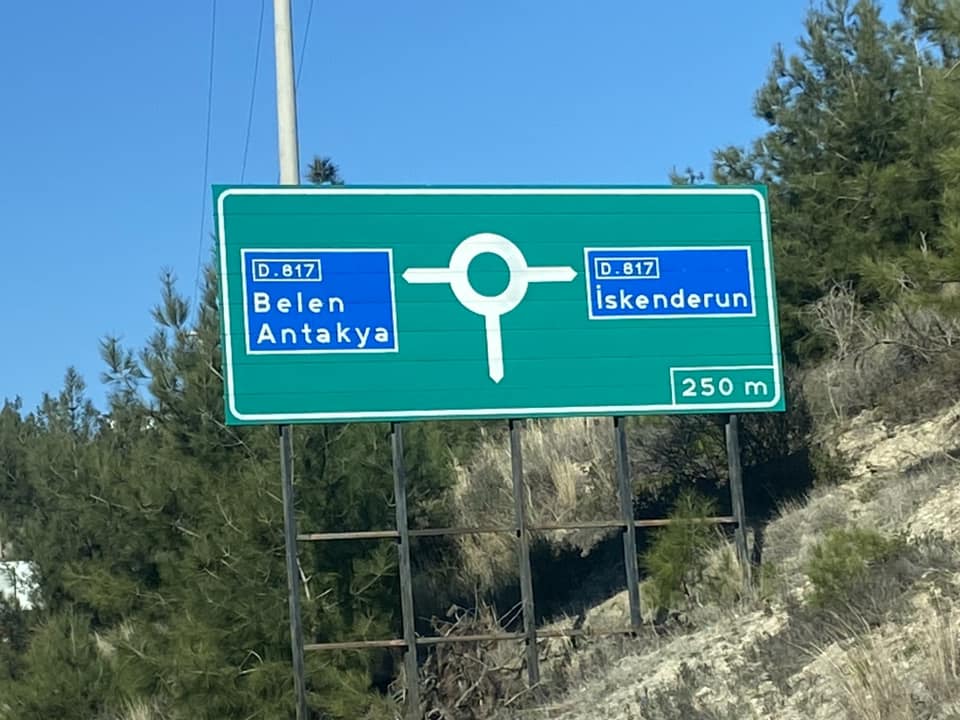 D.817
Belen
Antakya
D.817
İskenderun
250 m